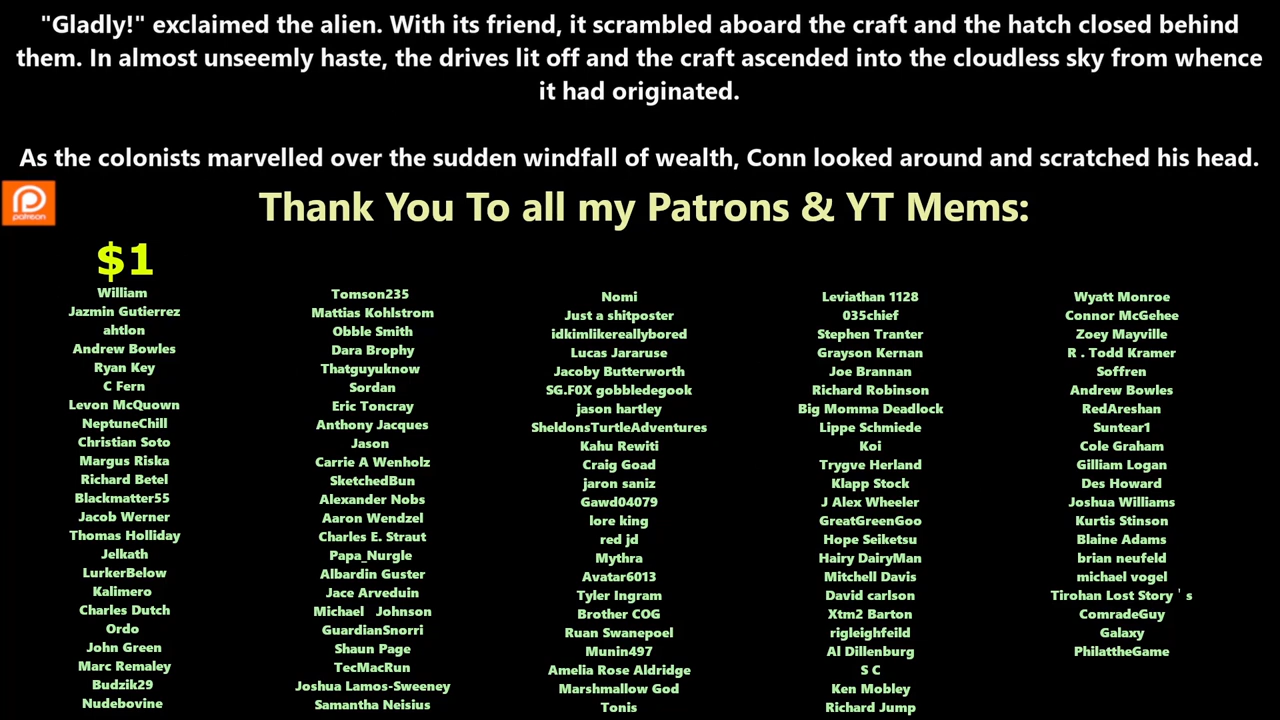 "Gladly!" exclaimed the alien. With its friend, it scrambled aboard the craft and the hatch closed behind
them. In almost unseemly haste, the drives lit off and the craft ascended into the cloudless sky from whence
it had originated.
As the colonists marvelled over the sudden windfall of wealth, Conn looked around and scratched his head.
patreon
Thank You To all my Patrons & YT Mems:
$1
William
Jazmin Gutierrez
ahtlon
Andrew Bowles
Ryan Key
C Fern
Levon McQuown
NeptuneChill
Christian Soto
Margus Riska
Richard Betel
Blackmatter55
Jacob Werner
Thomas Holliday
Jelkath
LurkerBelow
Kalimero
Charles Dutch
Ordo
John Green
Marc Remaley
Budzik29
Nudebovine
Tomson235
Mattias Kohlstrom
Obble Smith
Dara Brophy
Thatguyuknow
Sordan
Eric Toncray
Anthony Jacques
Jason
Carrie A Wenholz
SketchedBun
Alexander Nobs
Aaron Wendzel
Charles E. Straut
Papa_Nurgle
Albardin Guster
Jace Arveduin
Michael Johnson
GuardianSnorri
Shaun Page
TecMacRun
Joshua Lamos-Sweeney
Samantha Neisius
Nomi
Just a shitposter
idkimlikereallybored
Lucas Jararuse
Jacoby Butterworth
SG.F0X gobbledegook
jason hartley
SheldonsTurtleAdventures
Kahu Rewiti
Craig Goad
jaron saniz
Gawd04079
lore king
red jd
Mythra
Avatar6013
Tyler Ingram
Brother COG
Ruan Swanepoel
Munin497
Amelia Rose Aldridge
Marshmallow God
Tonis
Leviathan 1128
035chief
Stephen Tranter
Grayson Kernan
Joe Brannan
Richard Robinson
Big Momma Deadlock
Lippe Schmiede
Koi
Trygve Herland
Klapp Stock
J Alex Wheeler
GreatGreenGoo
Hope Seiketsu
Hairy DairyMan
Mitchell Davis
David carlson
Xtm2 Barton
rigleighfeild
Al Dillenburg
S C
Ken Mobley
Richard Jump
Wyatt Monroe
Connor McGehee
Zoey Mayville
R . Todd Kramer
Soffren
Andrew Bowles
RedAreshan
Suntear1
Cole Graham
Gilliam Logan
Des Howard
Joshua Williams
Kurtis Stinson
Blaine Adams
brian neufeld
michael vogel
Tirohan Lost Story ' s
ComradeGuy
Galaxy
PhilattheGame